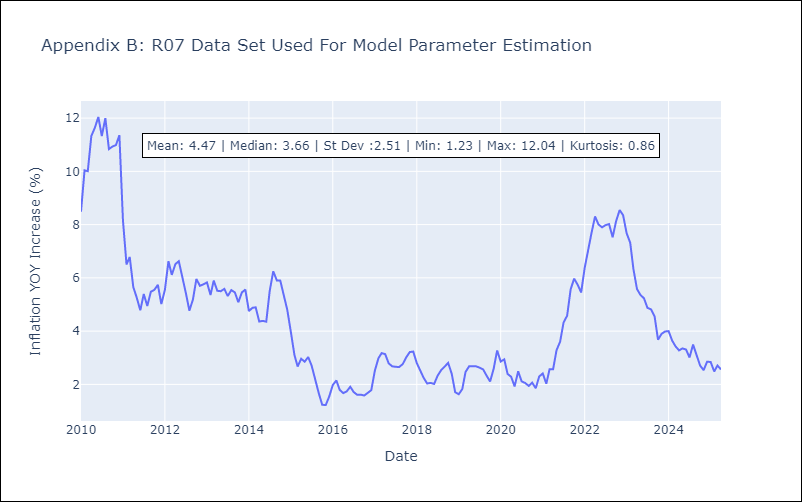 Appendix B: R07 Data Set Used For Model Parameter Estimation
Mean: 4.47 | Median: 3.66 | St Dev :2.51 | Min: 1.23 | Max: 12.04 | Kurtosis: 0.86
Inflation YOY Increase (%)
12
10
8
6
4
2
2010 2012 2014 2016 2018 2020 2022 2024
Date